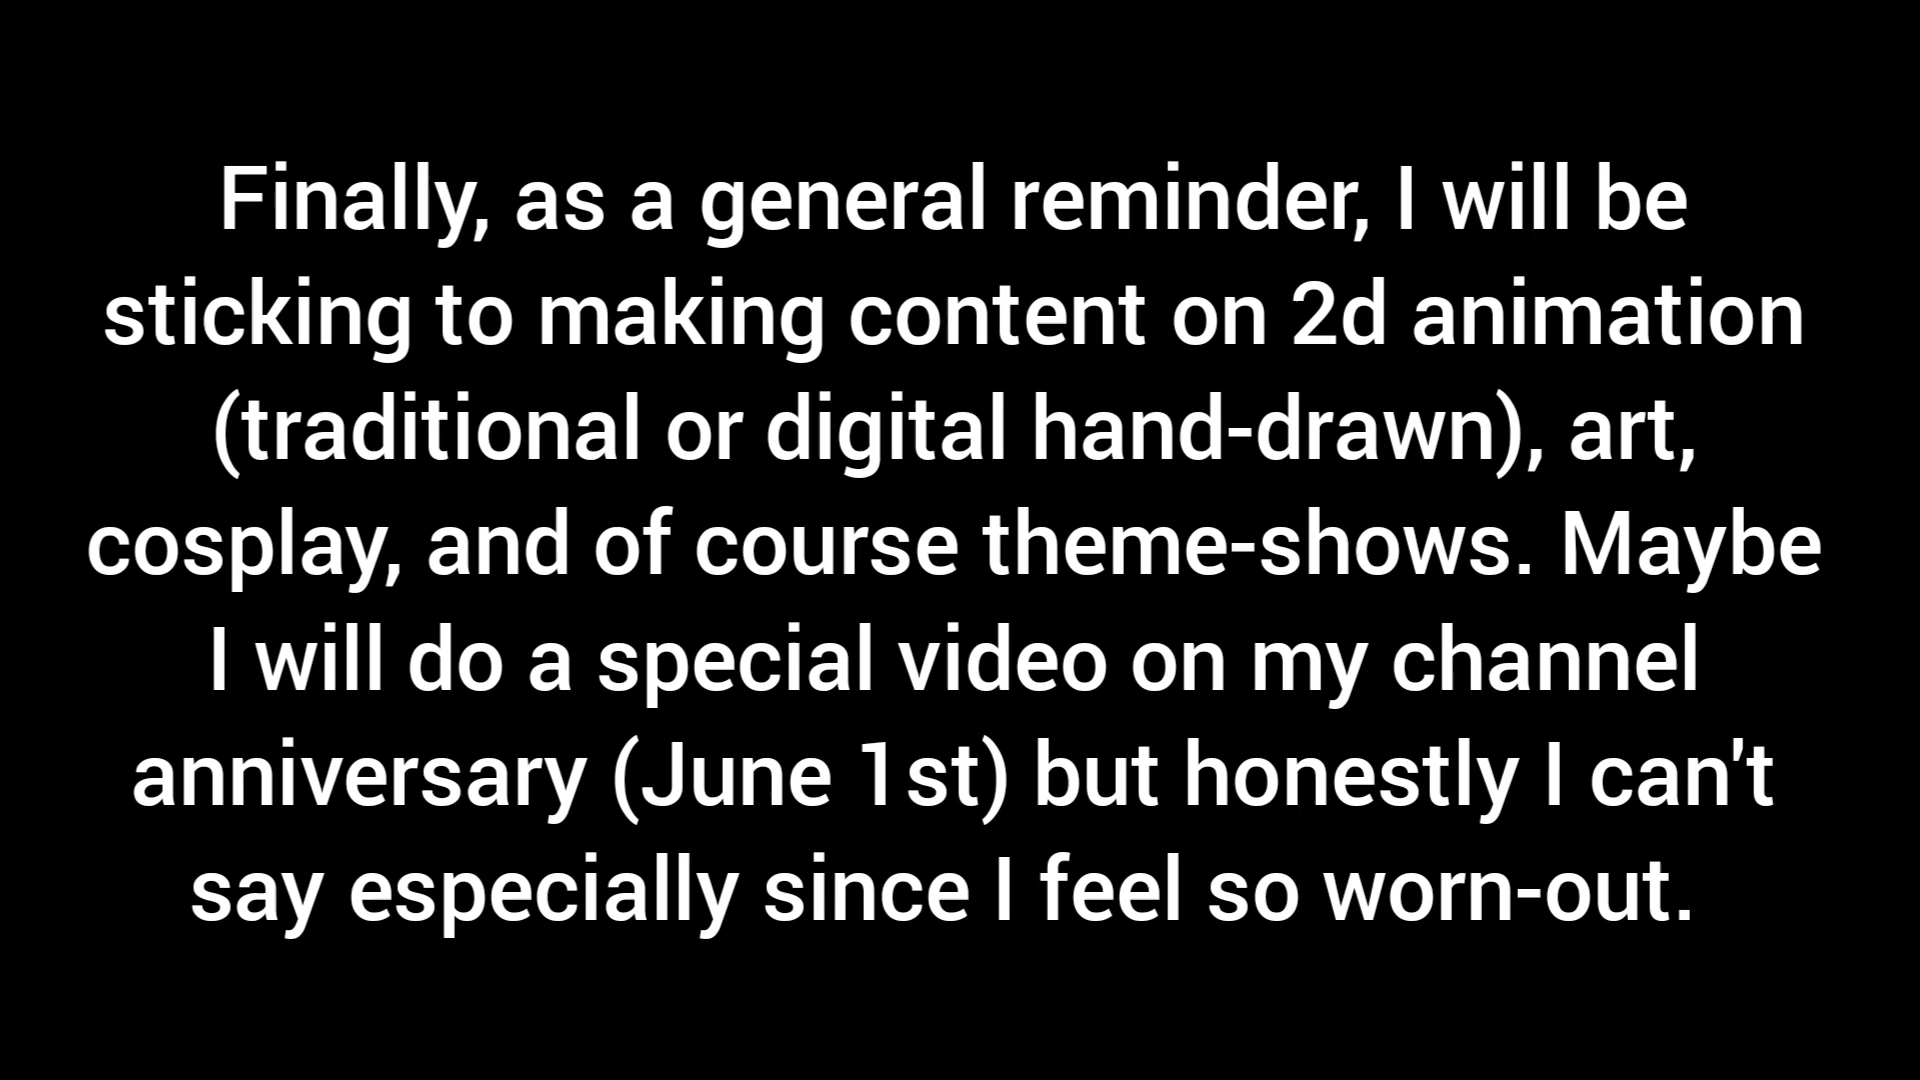 Finally, as a general reminder, I will be
sticking to making content on 2d animation
(traditional or digital hand-drawn), art,
cosplay, and of course theme-shows. Maybe
I will do a special video on my channel
anniversary (June 1st) but honestly I can't
say especially since I feel so worn-out.